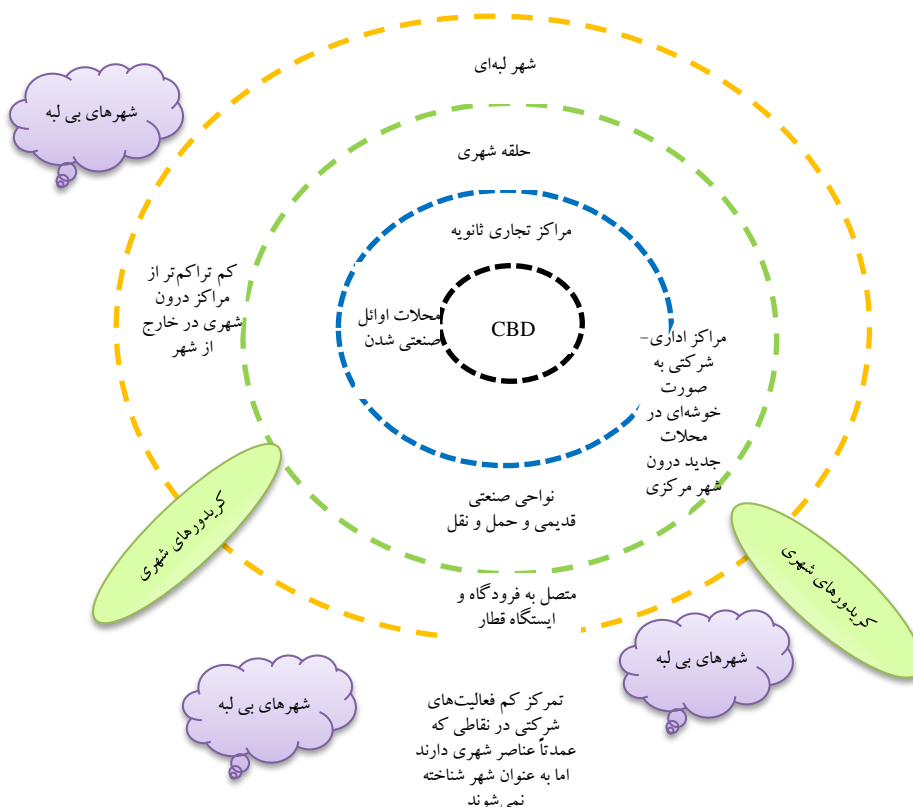 شهر لبه‌ای
شهرهای بی لبه
حلقه شهری
مراکز تجاری ثانویه
کم تراکم‌تر از
مراکز درون
شهری در خارج
از شهر
محلات اوائل
صنعتی شدن
CBD
مراکز اداری-
شرکتی به
صورت
خوشه‌ای در
محلات
جدید درون
شهر مرکزی
نواحی صنعتی
قدیمی و حمل و نقل
کریدورهای شهری
کریدورهای شهری
متصل به فرودگاه و
ایستگاه قطار
شهرهای بی لبه
شهرهای بی لبه
تمرکز کم فعالیت‌های
شرکتی در نقاطی که
عمدتاً عناصر شهری دارند
اما به عنوان شهر شناخته
نمی‌شوند